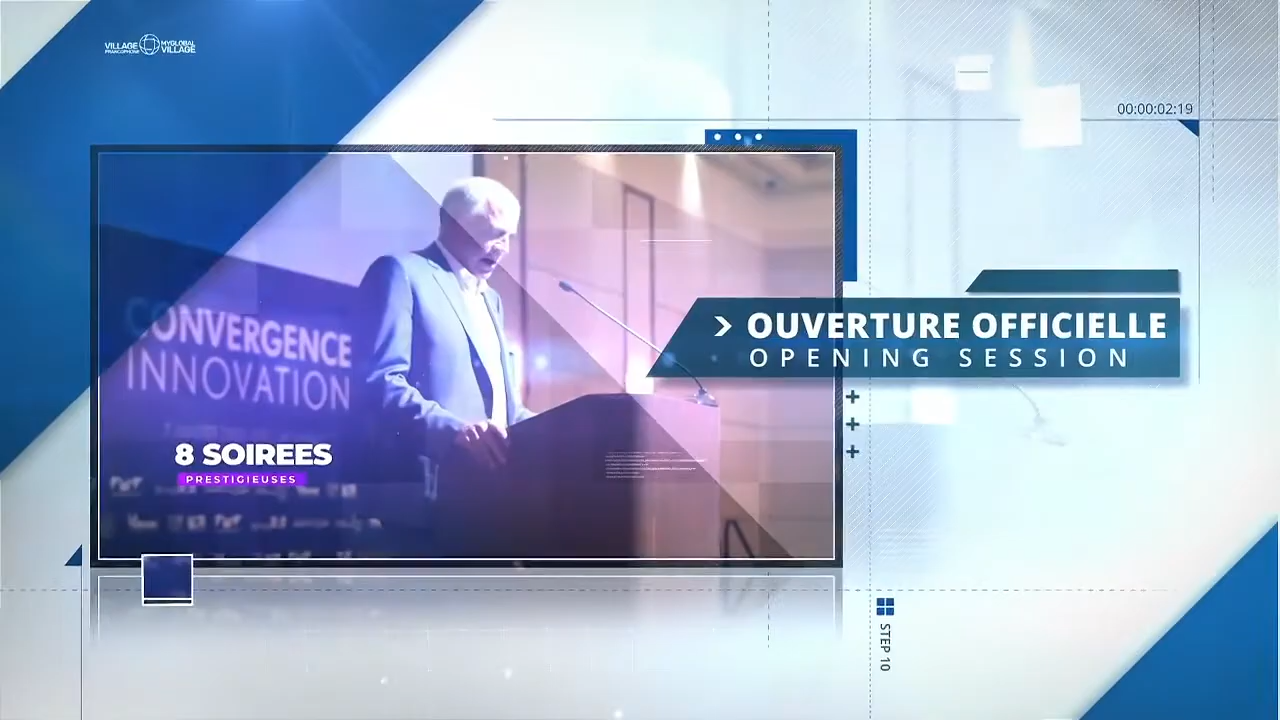 VILLAGE
FRANCOPHONE
MYGLOBAL
VILLAGE
00:00:02:19
CONVERGENCE
INNOVATION
OUVERTURE OFFICIELLE
OPENING SESSION
8 SOIREES
PRESTIGIEUSES
STEP 10